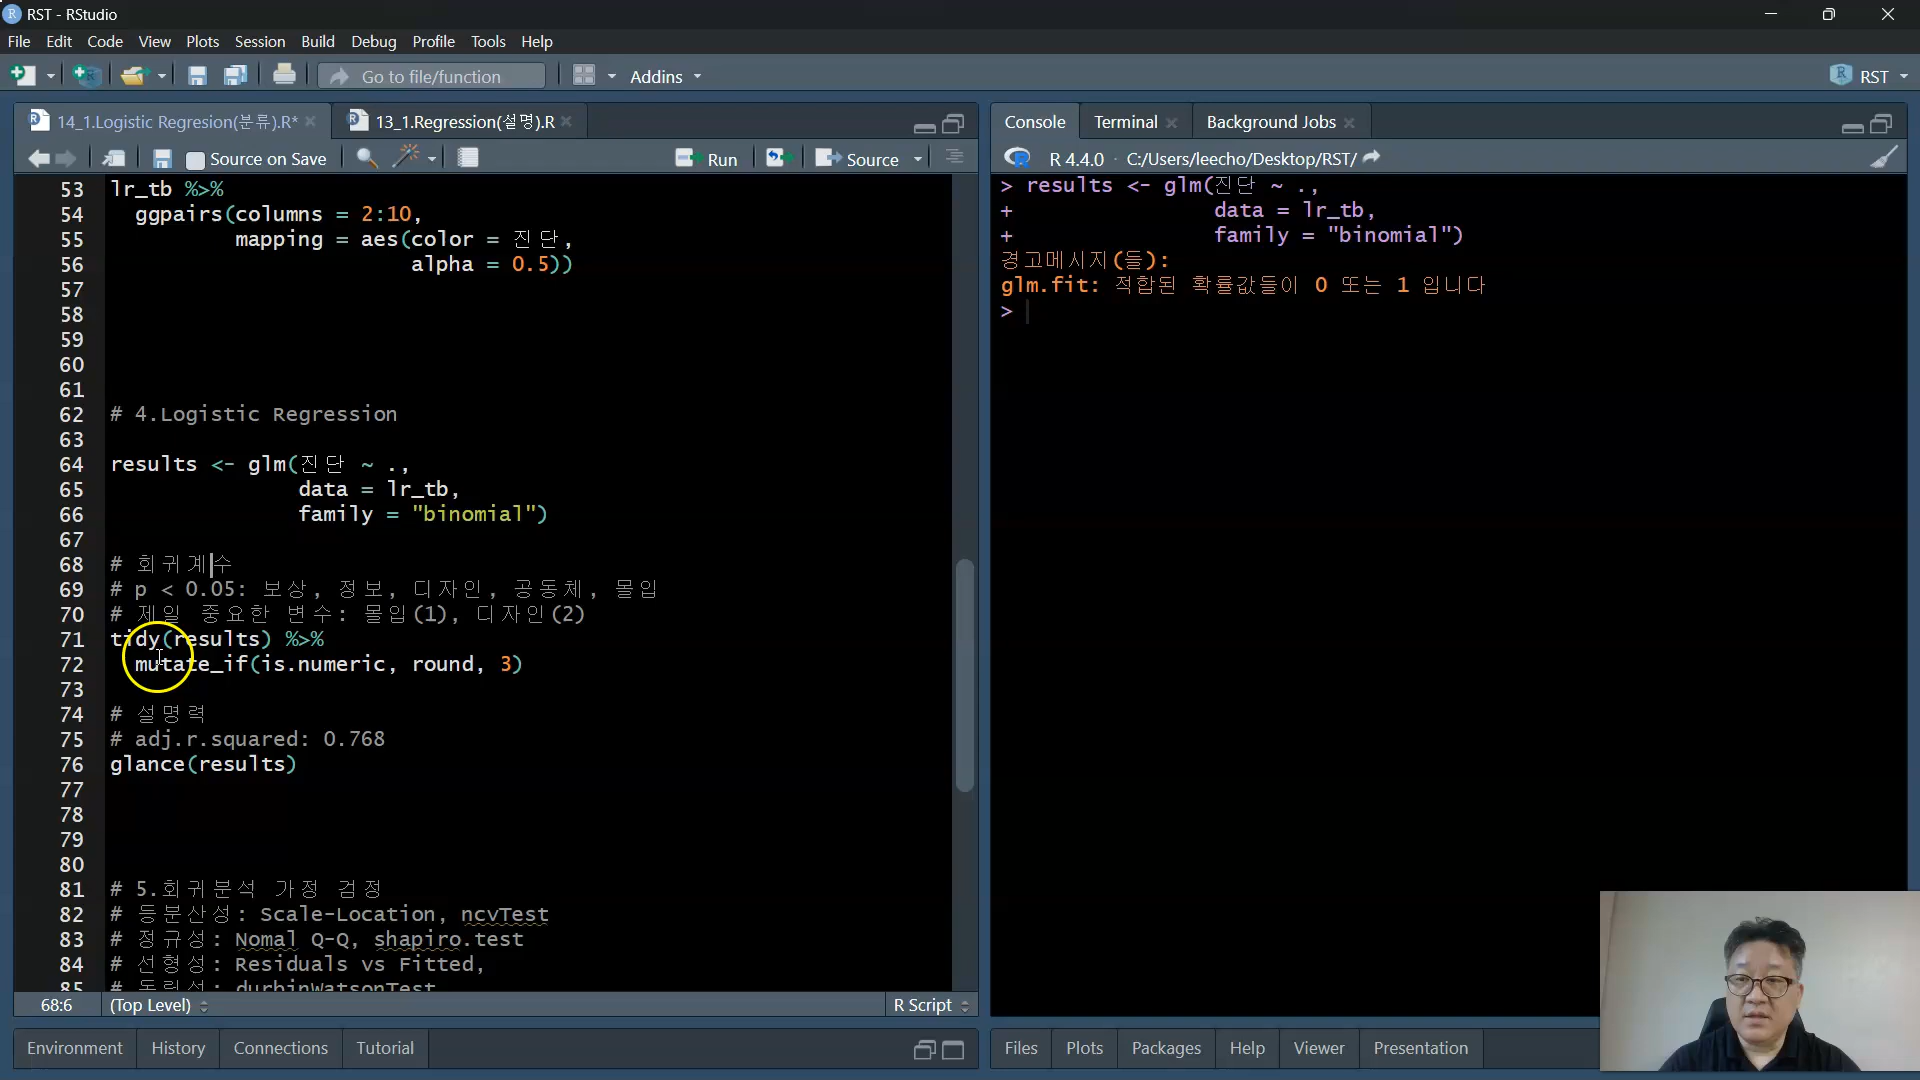 RST - RStudio
File Edit Code View Plots Session Build Debug Profile Tools Help
Go to file/function Addins RST
14_1.Logistic Regresion(분류).R* 13_1.Regression(설명).R
Source on Save Run Source
53 lr_tb %>%
54 ggpairs(columns = 2:10,
55 mapping = aes(color = 진단,
56 alpha = 0.5))
57
58
59
60
61
62 # 4.Logistic Regression
63
64 results <- glm(진단 ~ .,
65 data = lr_tb,
66 family = "binomial")
67
68 # 회귀계수
69 # p < 0.05: 보상, 정보, 디자인, 공동체, 몰입
70 # 제일 중요한 변수: 몰입(1), 디자인(2)
71 tidy(results) %>%
72 mutate_if(is.numeric, round, 3)
73
74 # 설명력
75 # adj.r.squared: 0.768
76 glance(results)
77
78
79
80
81 # 5.회귀분석 가정 검정
82 # 등분산성: Scale-Location, ncvTest
83 # 정규성: Nomal Q-Q, shapiro.test
84 # 선형성: Residuals vs Fitted,
85 # 독립성: durbinWatsonTest
68:6 (Top Level) R Script
Environment History Connections Tutorial
Console Terminal Background Jobs
R 4.4.0 · C:/Users/leecho/Desktop/RST/
> results <- glm(진단 ~ .,
+ data = lr_tb,
+ family = "binomial")
경고메시지(들):
glm.fit: 적합된 확률값들이 0 또는 1 입니다
>
Files Plots Packages Help Viewer Presentation